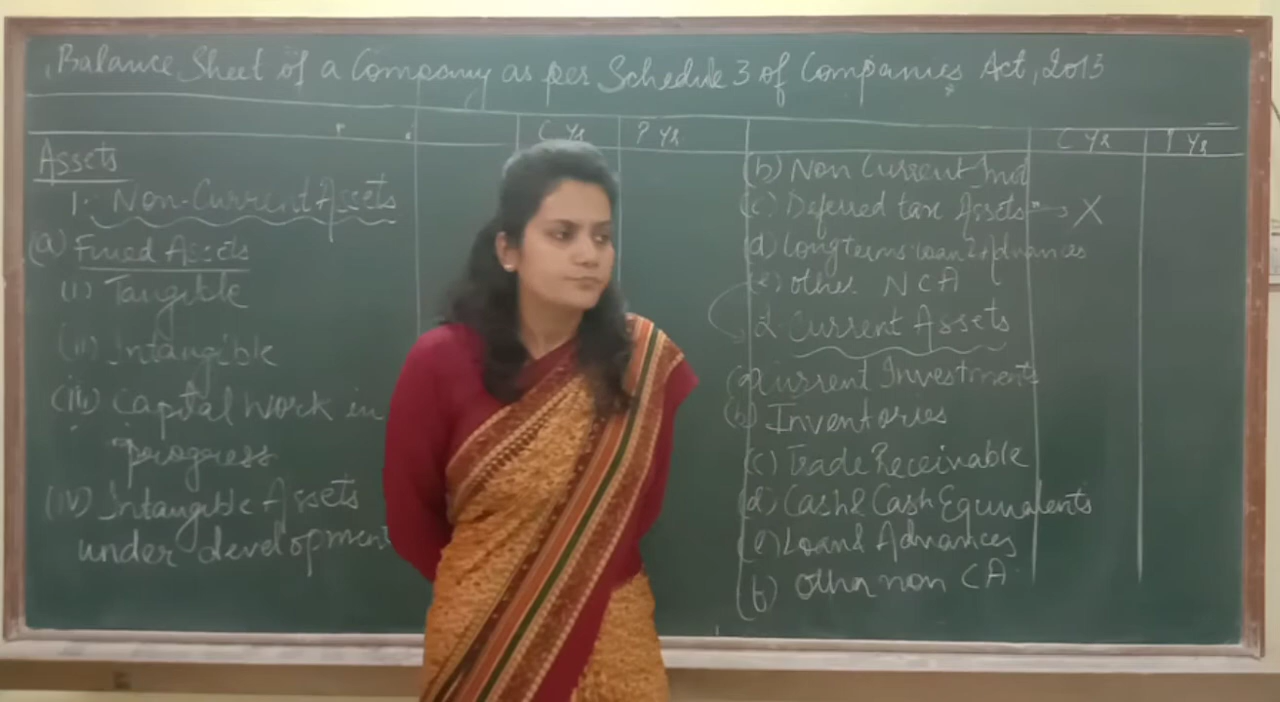 Balance Sheet of a Company as per Schedule 3 of Companies Act, 2013
C Yr P Yr
Assets
1. Non-Current Assets
(a) Fixed Assets
(i) Tangible
(ii) Intangible
(iii) Capital Work in
progress
(iv) Intangible Assets
under development
C Yr P Yr
(b) Non Current Inv
(c) Deferred tax Assets → X
(d) Long terms loan & Advances
(e) other NCA
2. Current Assets
(a) Current Investments
(b) Inventories
(c) Trade Receivable
(d) Cash & Cash Equivalents
(e) Loan & Advances
(b) Other non CA